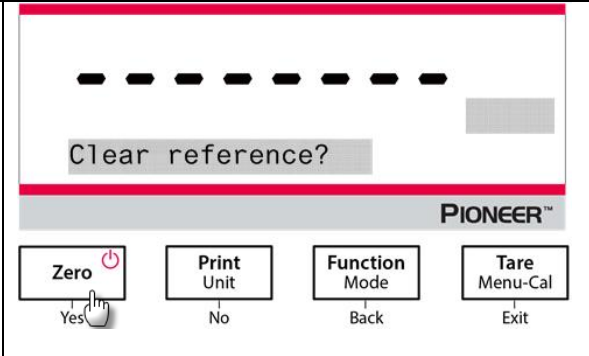 --------
Clear reference?
PIONEER™
Zero Print Function Tare
Unit Mode Menu-Cal
Yes No Back Exit